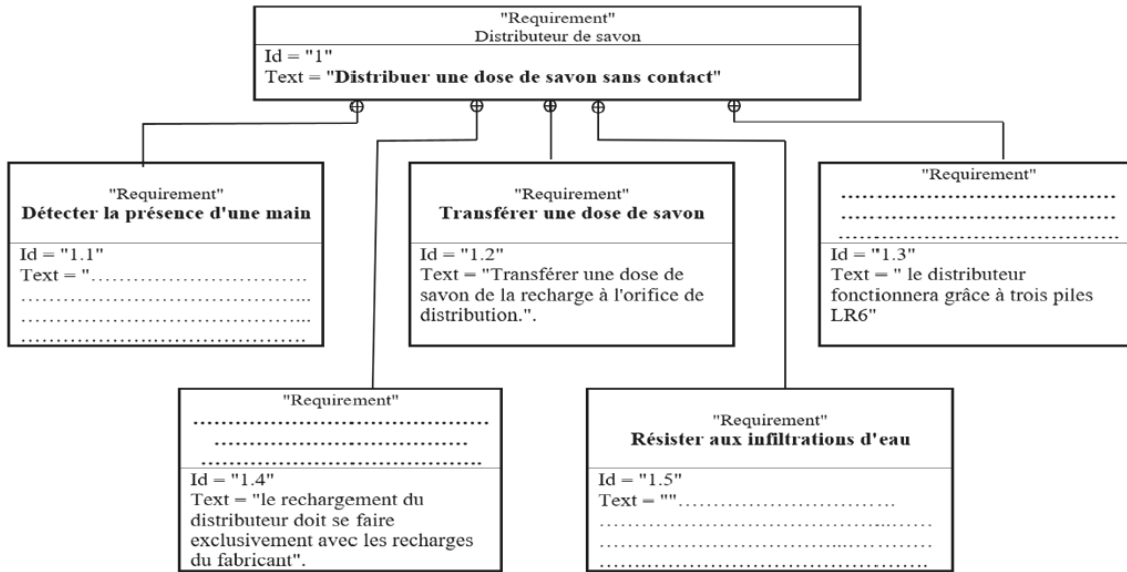 "Requirement"
Distributeur de savon
Id = "1"
Text = "Distribuer une dose de savon sans contact"
"Requirement"
Détecter la présence d'une main
Id = "1.1"
Text = "……………………………
…………………………………...
…………………………………...
……………………………………
"Requirement"
Transférer une dose de savon
Id = "1.2"
Text = "Transférer une dose de
savon de la recharge à l'orifice de
distribution.".
"Requirement"
……………………………………
……………………………………
……………………………………
Id = "1.3"
Text = " le distributeur
fonctionnera grâce à trois piles
LR6"
"Requirement"
……………………………………
………………………………
……………………………………
Id = "1.4"
Text = "le rechargement du
distributeur doit se faire
exclusivement avec les recharges
du fabricant".
"Requirement"
Résister aux infiltrations d'eau
Id = "1.5"
Text = ""……………………………
…………………………………...……
……………………………...…………
…………………………………………